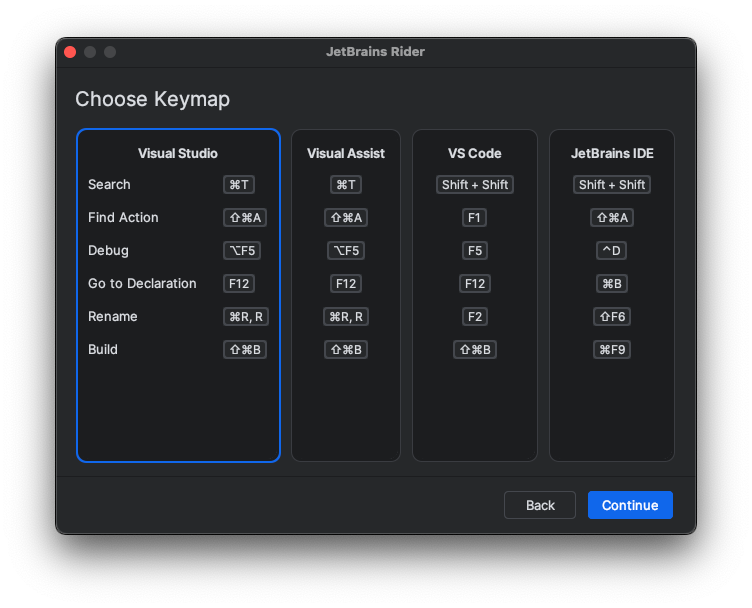 JetBrains Rider
Choose Keymap
Visual Studio Visual Assist VS Code JetBrains IDE
Search ⌘T ⌘T Shift + Shift Shift + Shift
Find Action ⇧⌘A ⇧⌘A F1 ⇧⌘A
Debug ⌥F5 ⌥F5 F5 ^D
Go to Declaration F12 F12 F12 ⌘B
Rename ⌘R, R ⌘R, R F2 ⇧F6
Build ⇧⌘B ⇧⌘B ⇧⌘B ⌘F9
Back Continue